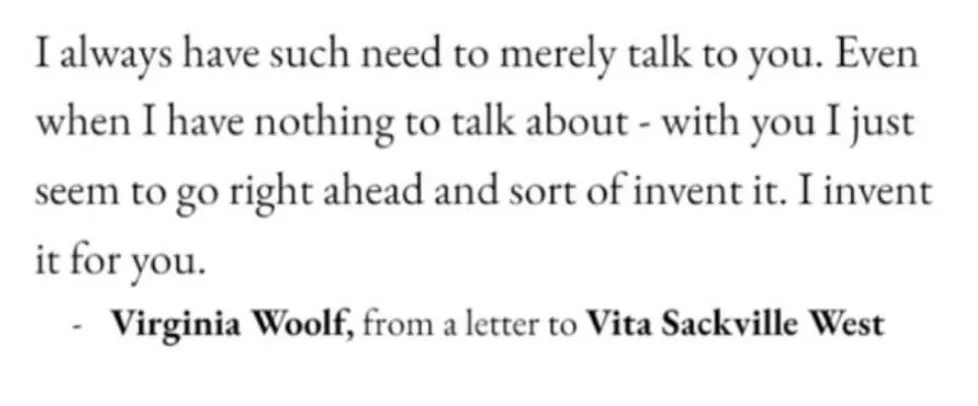 I always have such need to merely talk to you. Even
when I have nothing to talk about - with you I just
seem to go right ahead and sort of invent it. I invent
it for you.
- Virginia Woolf, from a letter to Vita Sackville West